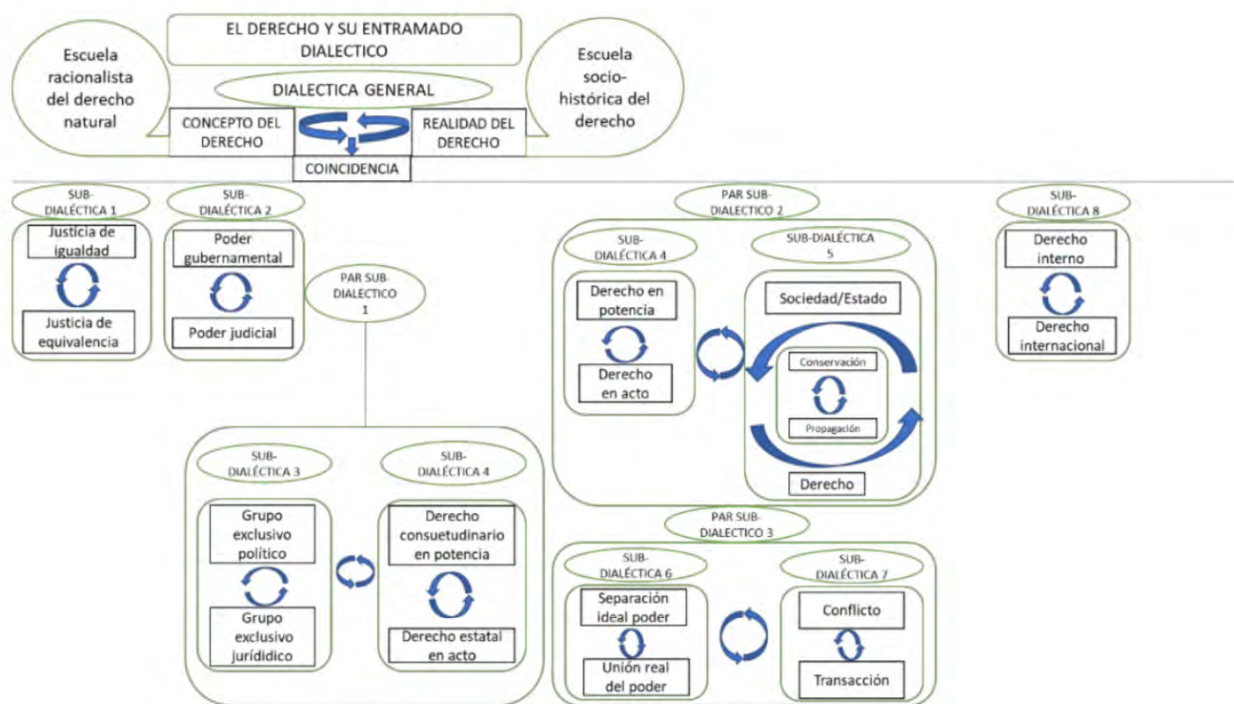 EL DERECHO Y SU ENTRAMADO
DIALECTICO
Escuela
racionalista
del derecho
natural
Escuela
socio-
histórica del
derecho
DIALECTICA GENERAL
CONCEPTO DEL
DERECHO
REALIDAD DEL
DERECHO
COINCIDENCIA
SUB-
DIALÉCTICA 1
Justicia de
igualdad
Justicia de
equivalencia
SUB-
DIALÉCTICA 2
Poder
gubernamental
Poder judicial
PAR SUB-
DIALECTICO
1
SUB-
DIALÉCTICA 3
Grupo
exclusivo
político
Grupo
exclusivo
jurídidico
SUB-
DIALÉCTICA 4
Derecho
consuetudinario
en potencia
Derecho estatal
en acto
PAR SUB-
DIALECTICO 2
SUB-
DIALÉCTICA 4
Derecho en
potencia
Derecho
en acto
SUB-DIALÉCTICA
5
Sociedad/Estado
Conservación
Propagación
Derecho
PAR SUB-
DIALECTICO 3
SUB-
DIALÉCTICA 6
Separación
ideal poder
Unión real
del poder
SUB-
DIALÉCTICA 7
Conflicto
Transacción
SUB-
DIALÉCTICA 8
Derecho
interno
Derecho
internacional